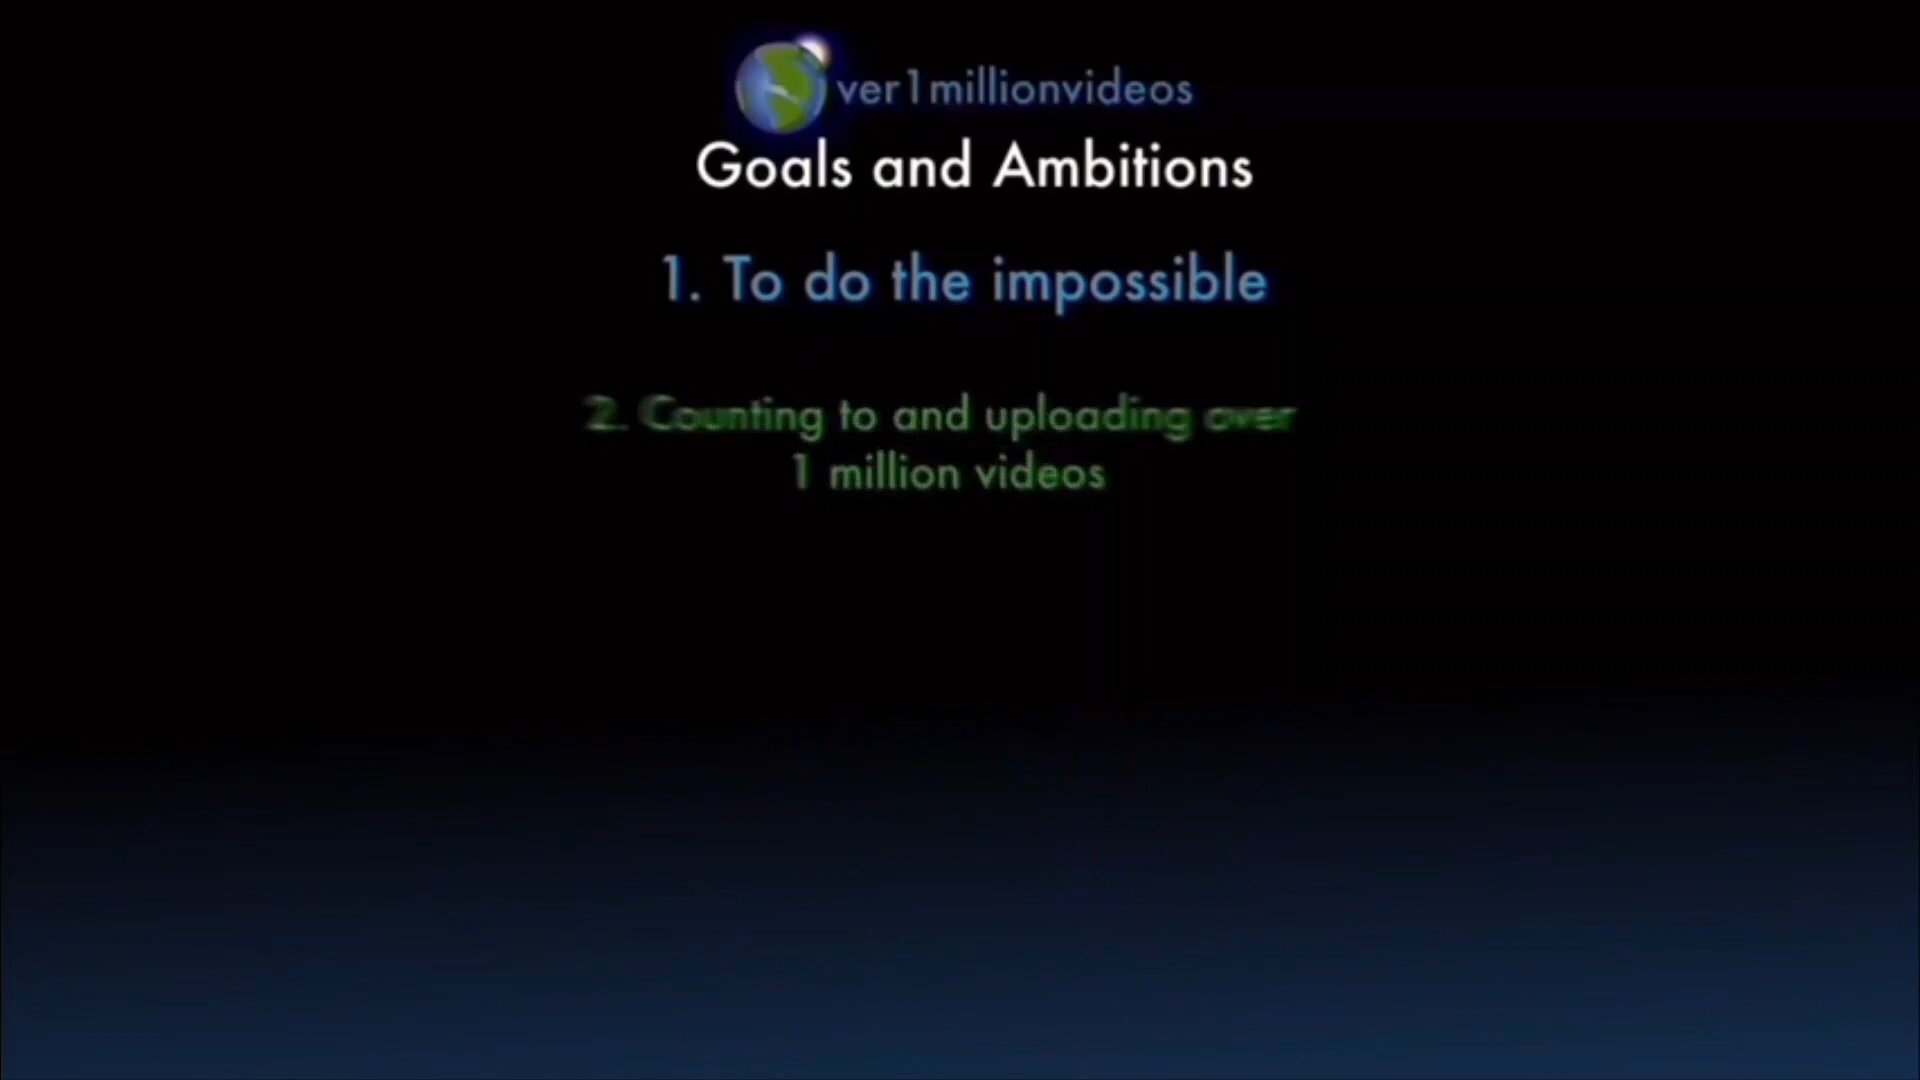 ver1millionvideos
Goals and Ambitions
1. To do the impossible
2. Counting to and uploading over
1 million videos